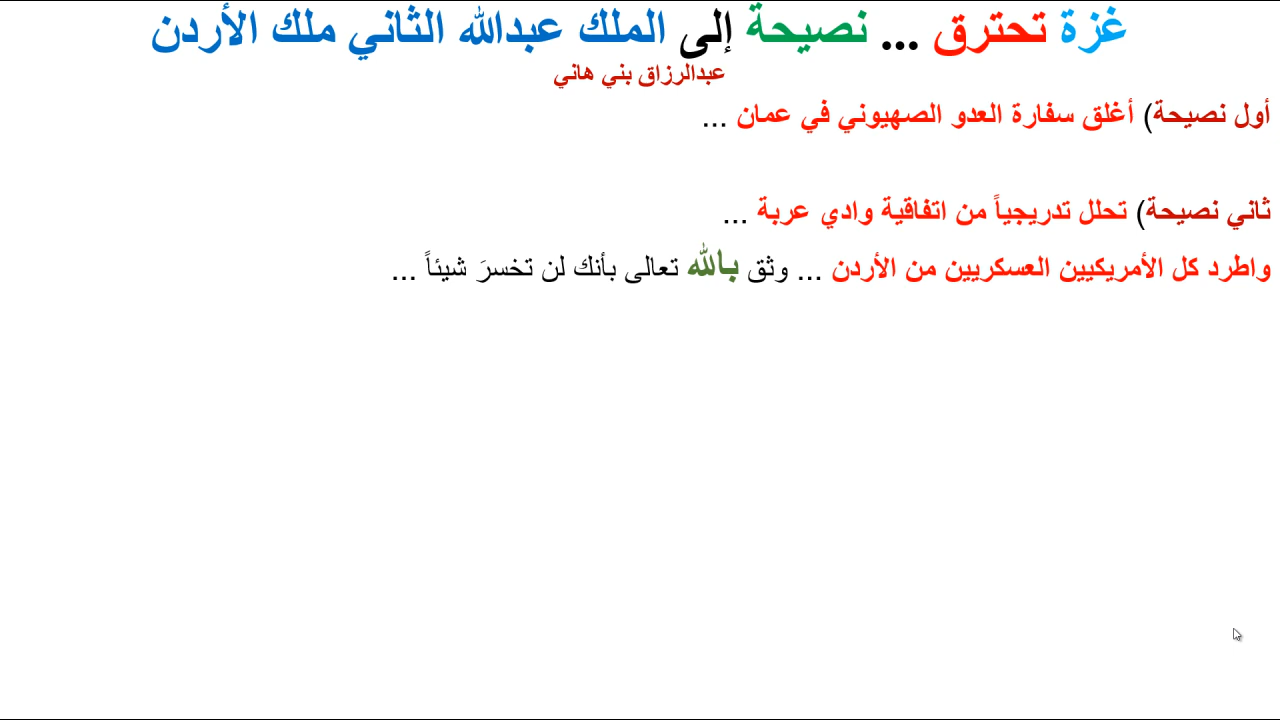 غزة تحترق ... نصيحة إلى الملك عبدالله الثاني ملك الأردن
عبدالرزاق بني هاني
أول نصيحة) أغلق سفارة العدو الصهيوني في عمان ...
ثاني نصيحة) تحلل تدريجياً من اتفاقية وادي عربة ...
واطرد كل الأمريكيين العسكريين من الأردن ... وثق بالله تعالى بأنك لن تخسرَ شيئاً ...